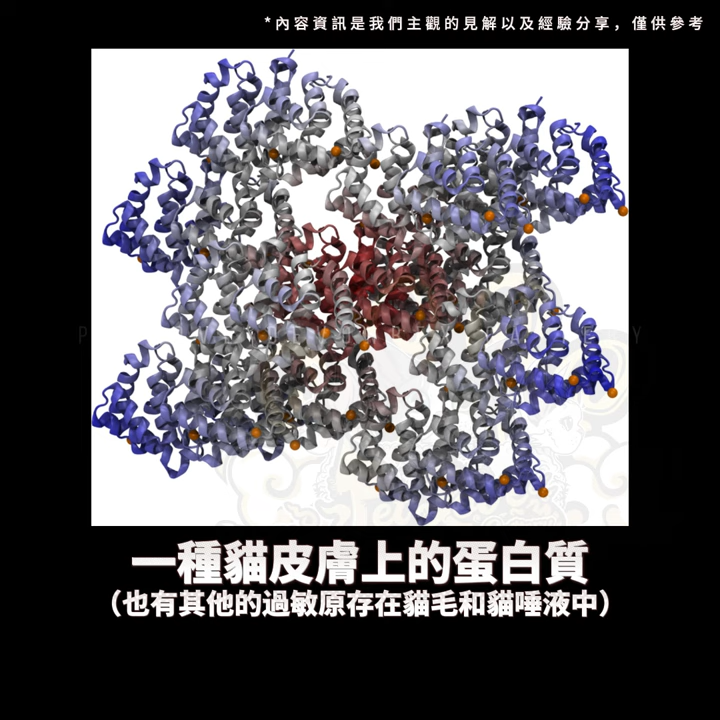 *內容資訊是我們主觀的見解以及經驗分享，僅供參考
一種貓皮膚上的蛋白質
（也有其他的過敏原存在貓毛和貓唾液中）